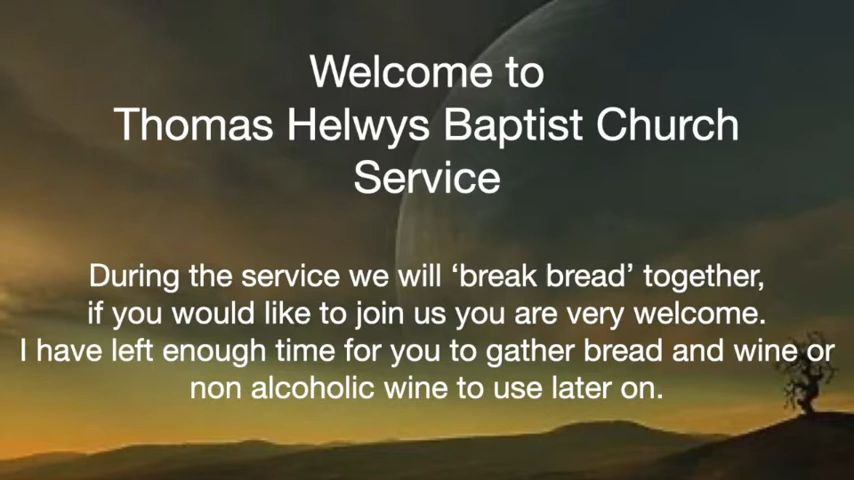 Welcome to
Thomas Helwys Baptist Church
Service
During the service we will ‘break bread’ together,
if you would like to join us you are very welcome.
I have left enough time for you to gather bread and wine or
non alcoholic wine to use later on.